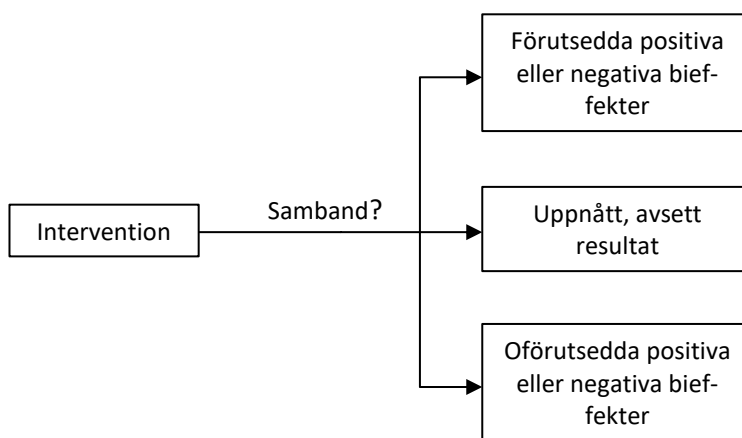 Förutsedda positiva
eller negativa bief-
fekter
Samband?
Intervention
Uppnått, avsett
resultat
Oförutsedda positiva
eller negativa bief-
fekter